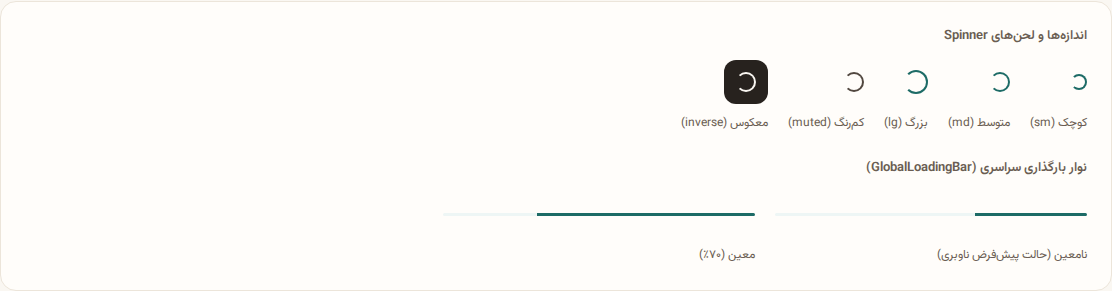 اندازه‌ها و لحن‌های Spinner
کوچک (sm)
متوسط (md)
بزرگ (lg)
کم‌رنگ (muted)
معکوس (inverse)
نوار بارگذاری سراسری (GlobalLoadingBar)
نامعین (حالت پیش‌فرض ناوبری)
معین (۷۰٪)